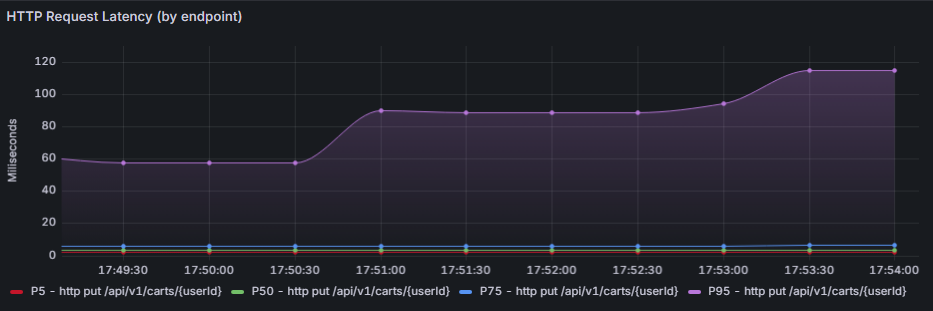 HTTP Request Latency (by endpoint)
Miliseconds
120
100
80
60
40
20
0
17:49:30 17:50:00 17:50:30 17:51:00 17:51:30 17:52:00 17:52:30 17:53:00 17:53:30 17:54:00
P5 - http put /api/v1/carts/{userId} P50 - http put /api/v1/carts/{userId} P75 - http put /api/v1/carts/{userId} P95 - http put /api/v1/carts/{userId}